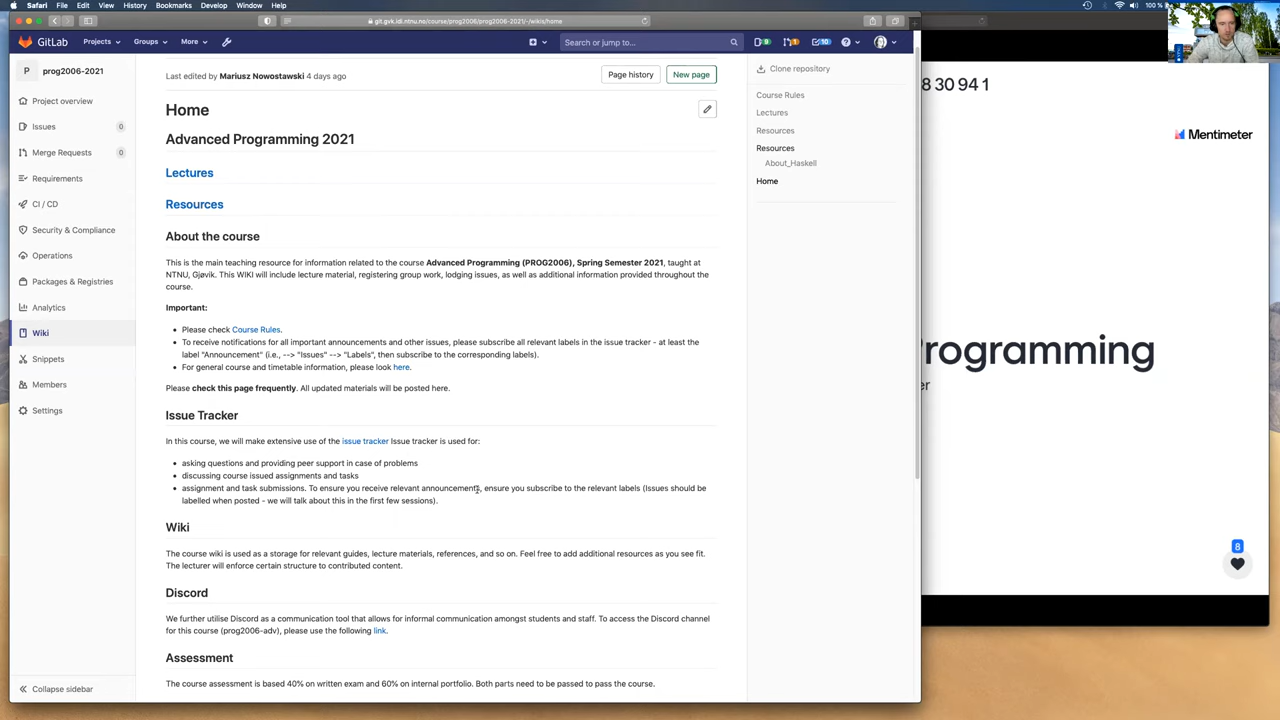 Safari File Edit View History Bookmarks Develop Window Help
100 %
git.gvk.idi.ntnu.no/course/prog2006/prog2006-2021/-/wikis/home
GitLab Projects Groups More
Search or jump to...
8 1 10
P prog2006-2021
Project overview
Issues 0
Merge Requests 0
Requirements
CI / CD
Security & Compliance
Operations
Packages & Registries
Analytics
Wiki
Snippets
Members
Settings
Collapse sidebar
Last edited by Mariusz Nowostawski 4 days ago
Page history New page
Home
Advanced Programming 2021
Lectures
Resources
About the course
This is the main teaching resource for information related to the course Advanced Programming (PROG2006), Spring Semester 2021, taught at
NTNU, Gjøvik. This WIKI will include lecture material, registering group work, lodging issues, as well as additional information provided throughout the
course.
Important:
• Please check Course Rules.
• To receive notifications for all important announcements and other issues, please subscribe all relevant labels in the issue tracker - at least the
label "Announcement" (i.e., --> "Issues" --> "Labels", then subscribe to the corresponding labels).
• For general course and timetable information, please look here.
Please check this page frequently. All updated materials will be posted here.
Issue Tracker
In this course, we will make extensive use of the issue tracker Issue tracker is used for:
• asking questions and providing peer support in case of problems
• discussing course issued assignments and tasks
• assignment and task submissions. To ensure you receive relevant announcements, ensure you subscribe to the relevant labels (Issues should be
labelled when posted - we will talk about this in the first few sessions).
Wiki
The course wiki is used as a storage for relevant guides, lecture materials, references, and so on. Feel free to add additional resources as you see fit.
The lecturer will enforce certain structure to contributed content.
Discord
We further utilise Discord as a communication tool that allows for informal communication amongst students and staff. To access the Discord channel
for this course (prog2006-adv), please use the following link.
Assessment
The course assessment is based 40% on written exam and 60% on internal portfolio. Both parts need to be passed to pass the course.
Clone repository
Course Rules
Lectures
Resources
Resources
About_Haskell
Home
8 30 94 1
Mentimeter
Programming
er
8